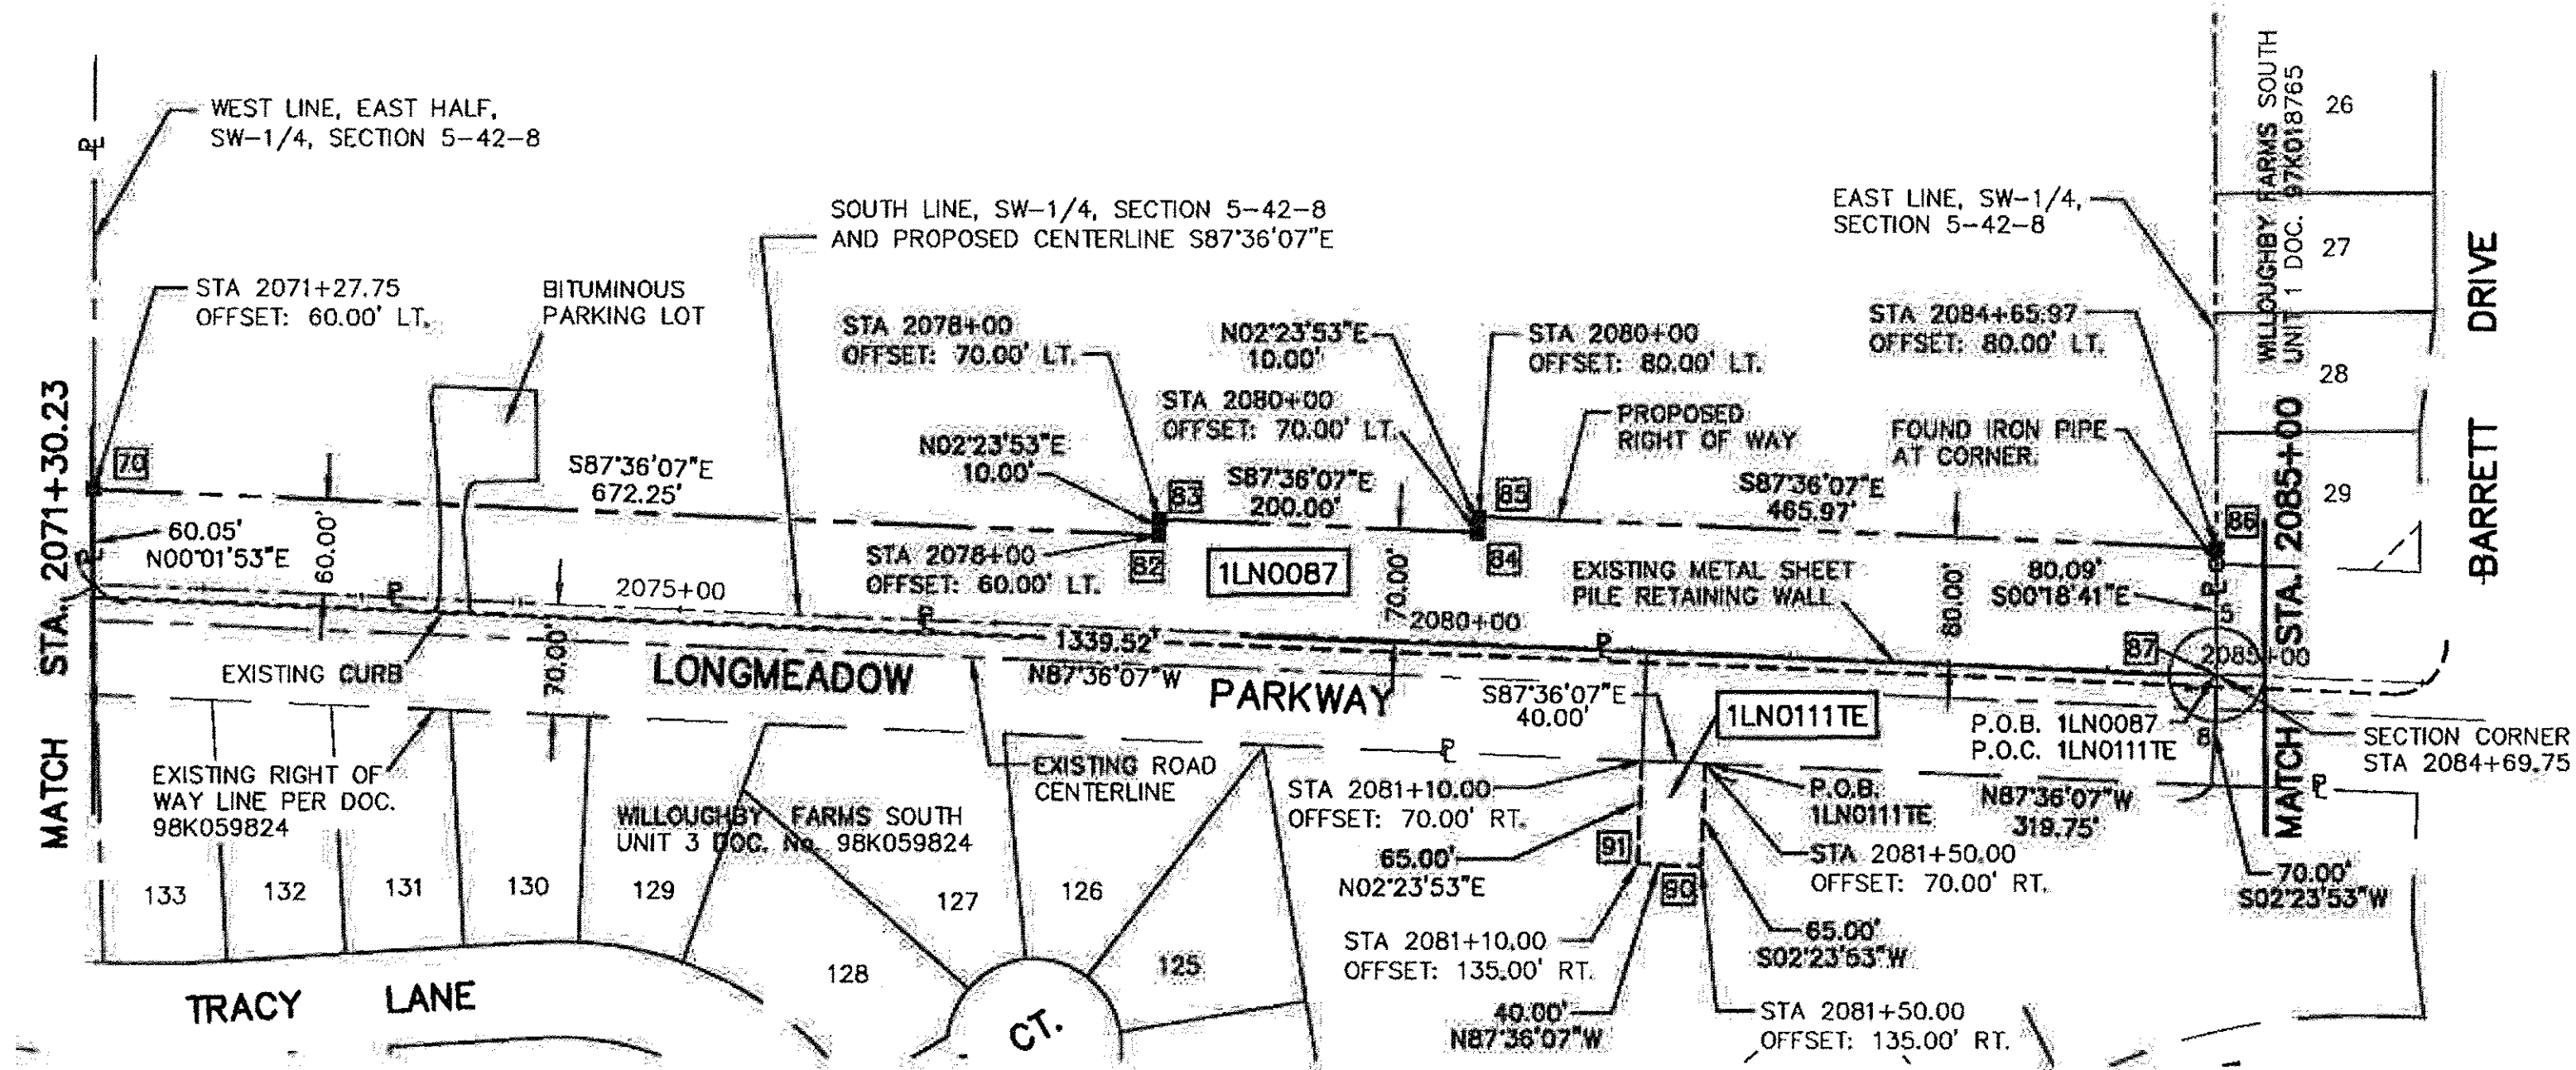 WEST LINE, EAST HALF,
SW-1/4, SECTION 5-42-8
STA 2071+27.75
OFFSET: 60.00' LT.
BITUMINOUS
PARKING LOT
SOUTH LINE, SW-1/4, SECTION 5-42-8
AND PROPOSED CENTERLINE S87°36'07"E
STA 2078+00
OFFSET: 70.00' LT.
N02°23'53"E
10.00'
STA 2080+00
OFFSET: 80.00' LT.
STA 2080+00
OFFSET: 70.00' LT.
N02°23'53"E
10.00'
PROPOSED
RIGHT OF WAY
EAST LINE, SW-1/4,
SECTION 5-42-8
STA 2084+65.97
OFFSET: 80.00' LT.
FOUND IRON PIPE
AT CORNER.
WILLOUGHBY FARMS SOUTH
UNIT 1 DOC. 97K018765
26
27
28
29
BARRETT DRIVE
MATCH STA. 2071+30.23
70
S87°36'07"E
672.25'
83
S87°36'07"E
200.00'
85
S87°36'07"E
465.97'
86
60.05'
N00°01'53"E
60.00'
70.00'
2075+00
STA 2078+00
OFFSET: 60.00' LT.
82
1LN0087
84
70.00'
2080+00
EXISTING METAL SHEET
PILE RETAINING WALL
80.00'
80.09'
S00°18'41"E
5
87
2085+00
MATCH STA. 2085+00
EXISTING CURB
LONGMEADOW PARKWAY
1339.52'
N87°36'07"W
S87°36'07"E
40.00'
1LN0111TE
P.O.B. 1LN0087
P.O.C. 1LN0111TE
8
SECTION CORNER
STA 2084+69.75
EXISTING RIGHT OF
WAY LINE PER DOC.
98K059824
EXISTING ROAD
CENTERLINE
WILLOUGHBY FARMS SOUTH
UNIT 3 DOC. No. 98K059824
STA 2081+10.00
OFFSET: 70.00' RT.
P.O.B.
1LN0111TE
N87°36'07"W
319.75'
65.00'
N02°23'53"E
91
90
STA 2081+50.00
OFFSET: 70.00' RT.
70.00'
S02°23'53"W
133
132
131
130
129
128
127
126
125
STA 2081+10.00
OFFSET: 135.00' RT.
65.00'
S02°23'53"W
40.00'
N87°36'07"W
STA 2081+50.00
OFFSET: 135.00' RT.
TRACY LANE
CT.